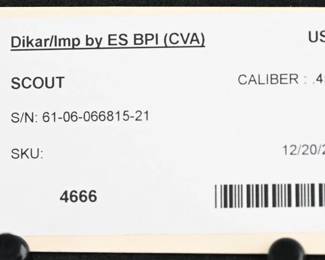 Dikar/Imp by ES BPI (CVA) US
SCOUT CALIBER : .4
S/N: 61-06-066815-21
SKU: 12/20/2
4666